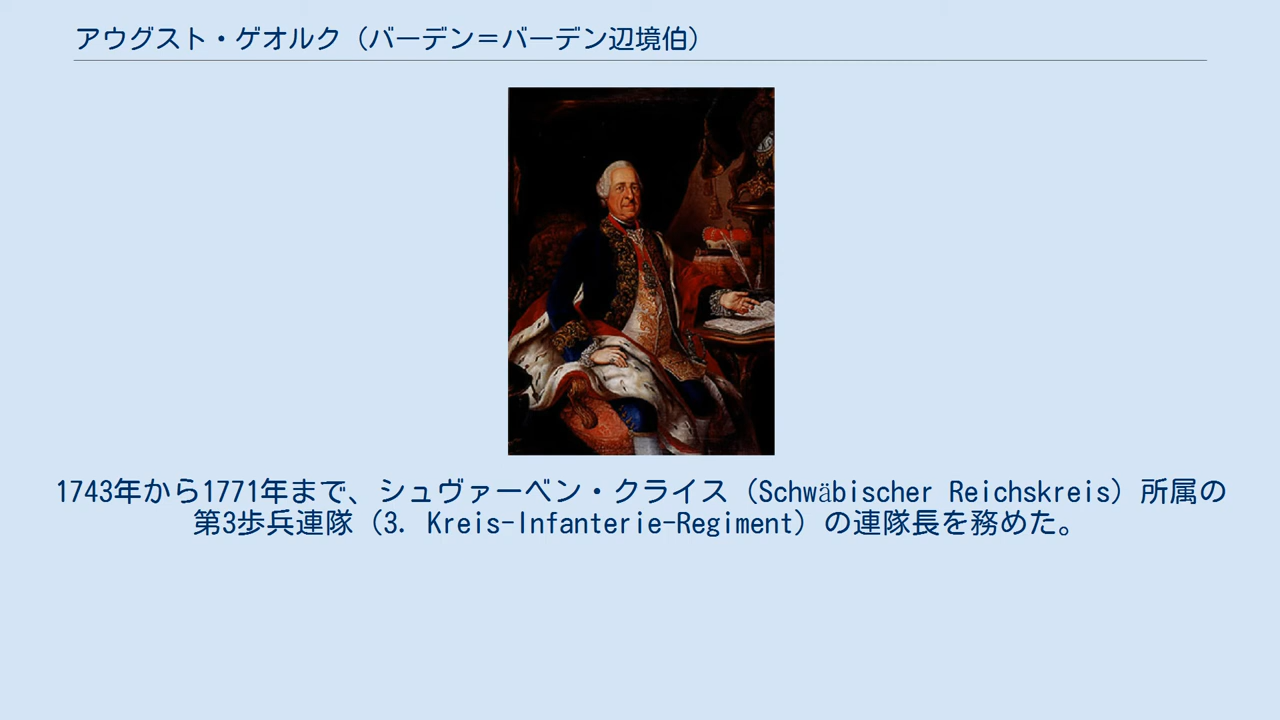 アウグスト・ゲオルク（バーデン＝バーデン辺境伯）
1743年から1771年まで、シュヴァーベン・クライス（Schwäbischer Reichskreis）所属の
第3歩兵連隊（3. Kreis-Infanterie-Regiment）の連隊長を務めた。